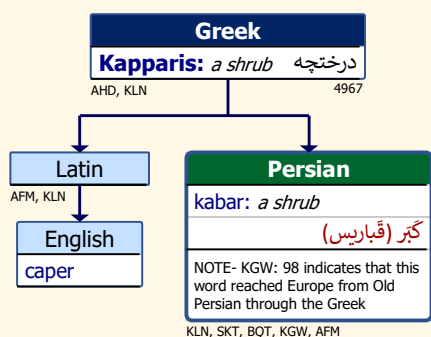 Greek
Kapparis: a shrub درختچه
AHD, KLN 4967
Latin
AFM, KLN
English
caper
Persian
kabar: a shrub
کَبَر (قَباریس)
NOTE- KGW: 98 indicates that this
word reached Europe from Old
Persian through the Greek
KLN, SKT, BQT, KGW, AFM